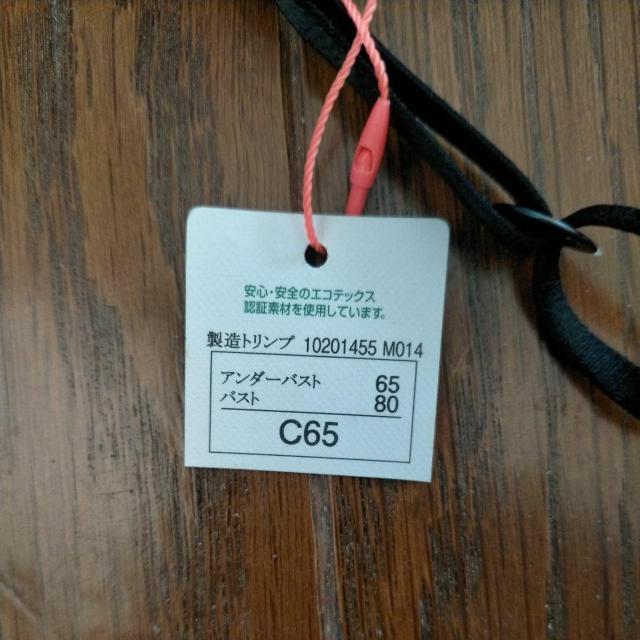 安心・安全のエコテックス
認証素材を使用しています。
製造トリンプ 10201455 M014
アンダーバスト 65
バスト 80
C65